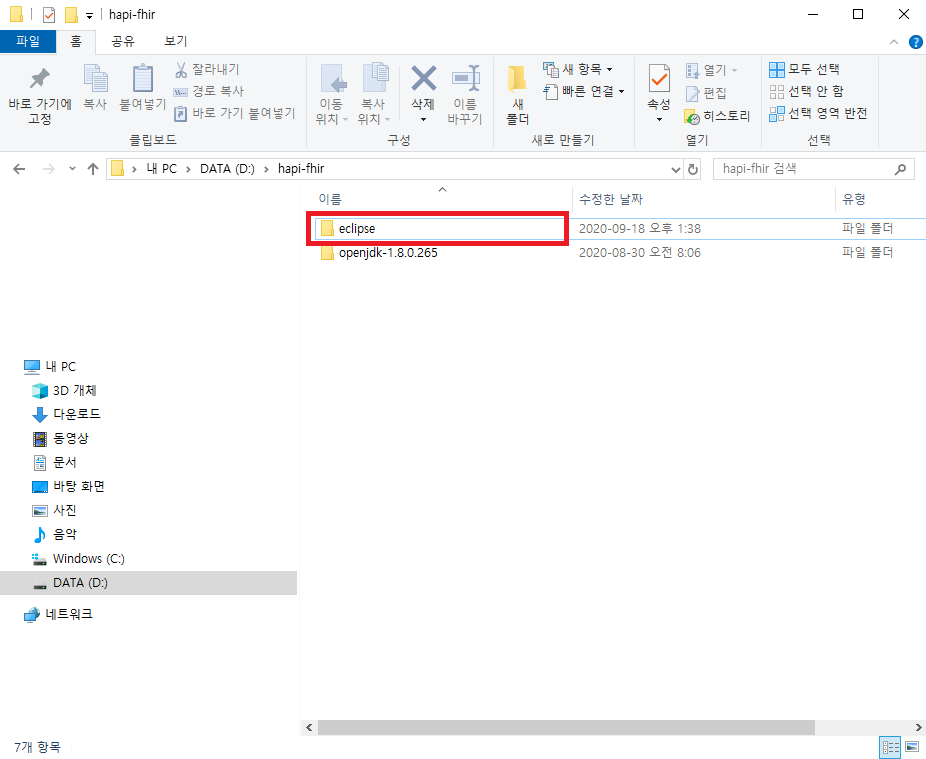 hapi-fhir
파일 홈 공유 보기
바로 가기에 고정
복사
붙여넣기
잘라내기
경로 복사
바로 가기 붙여넣기
클립보드
이동 위치
복사 위치
삭제
이름 바꾸기
구성
새 폴더
새 항목
빠른 연결
새로 만들기
속성
열기
편집
히스토리
열기
모두 선택
선택 안 함
선택 영역 반전
선택
내 PC > DATA (D:) > hapi-fhir
hapi-fhir 검색
이름 수정한 날짜 유형
eclipse 2020-09-18 오후 1:38 파일 폴더
openjdk-1.8.0.265 2020-08-30 오전 8:06 파일 폴더
내 PC
3D 개체
다운로드
동영상
문서
바탕 화면
사진
음악
Windows (C:)
DATA (D:)
네트워크
7개 항목